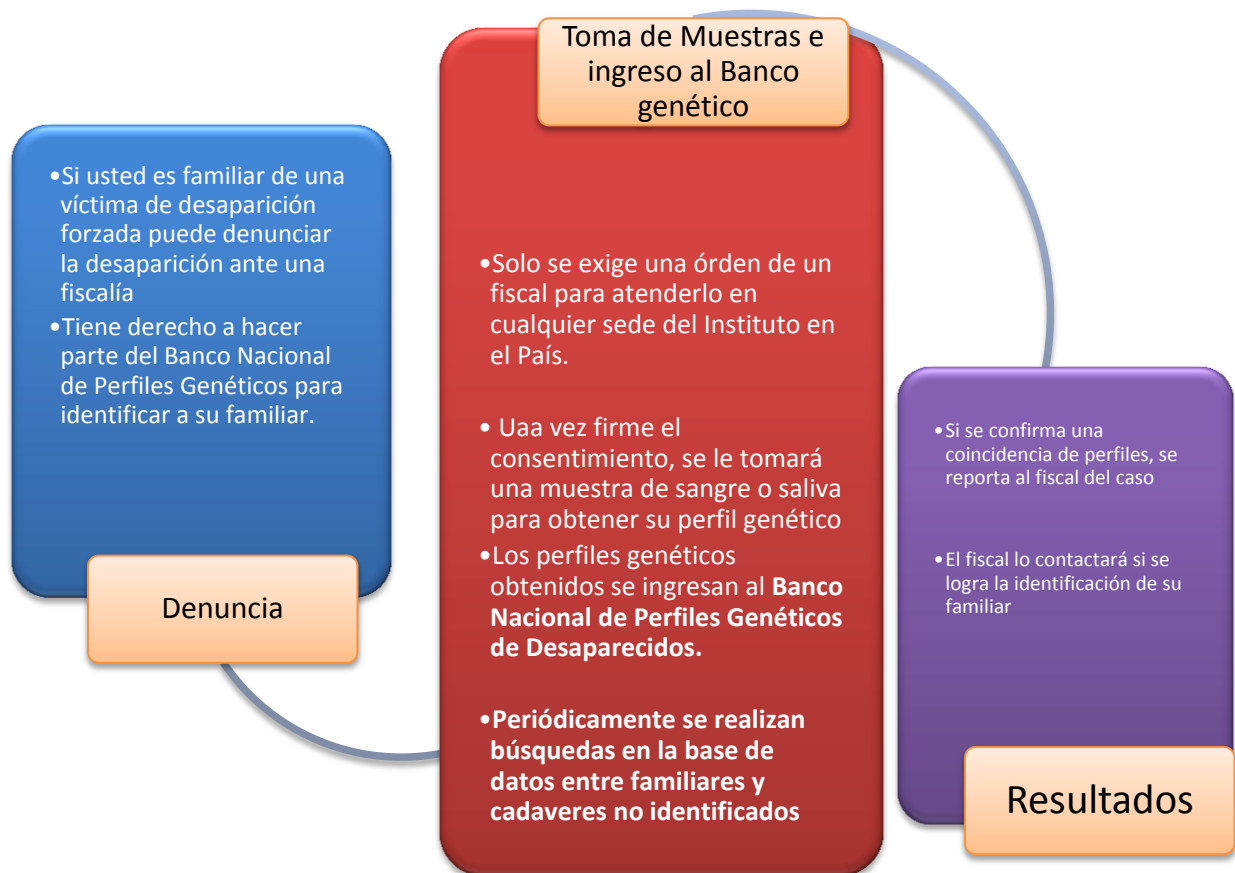 •Si usted es familiar de una
víctima de desaparición
forzada puede denunciar
la desaparición ante una
fiscalía
•Tiene derecho a hacer
parte del Banco Nacional
de Perfiles Genéticos para
identificar a su familiar.
Denuncia
Toma de Muestras e
ingreso al Banco
genético
•Solo se exige una órden de un
fiscal para atenderlo en
cualquier sede del Instituto en
el País.
• Uaa vez firme el
consentimiento, se le tomará
una muestra de sangre o saliva
para obtener su perfil genético
•Los perfiles genéticos
obtenidos se ingresan al Banco
Nacional de Perfiles Genéticos
de Desaparecidos.
•Periódicamente se realizan
búsquedas en la base de
datos entre familiares y
cadaveres no identificados
•Si se confirma una
coincidencia de perfiles, se
reporta al fiscal del caso
•El fiscal lo contactará si se
logra la identificación de su
familiar
Resultados